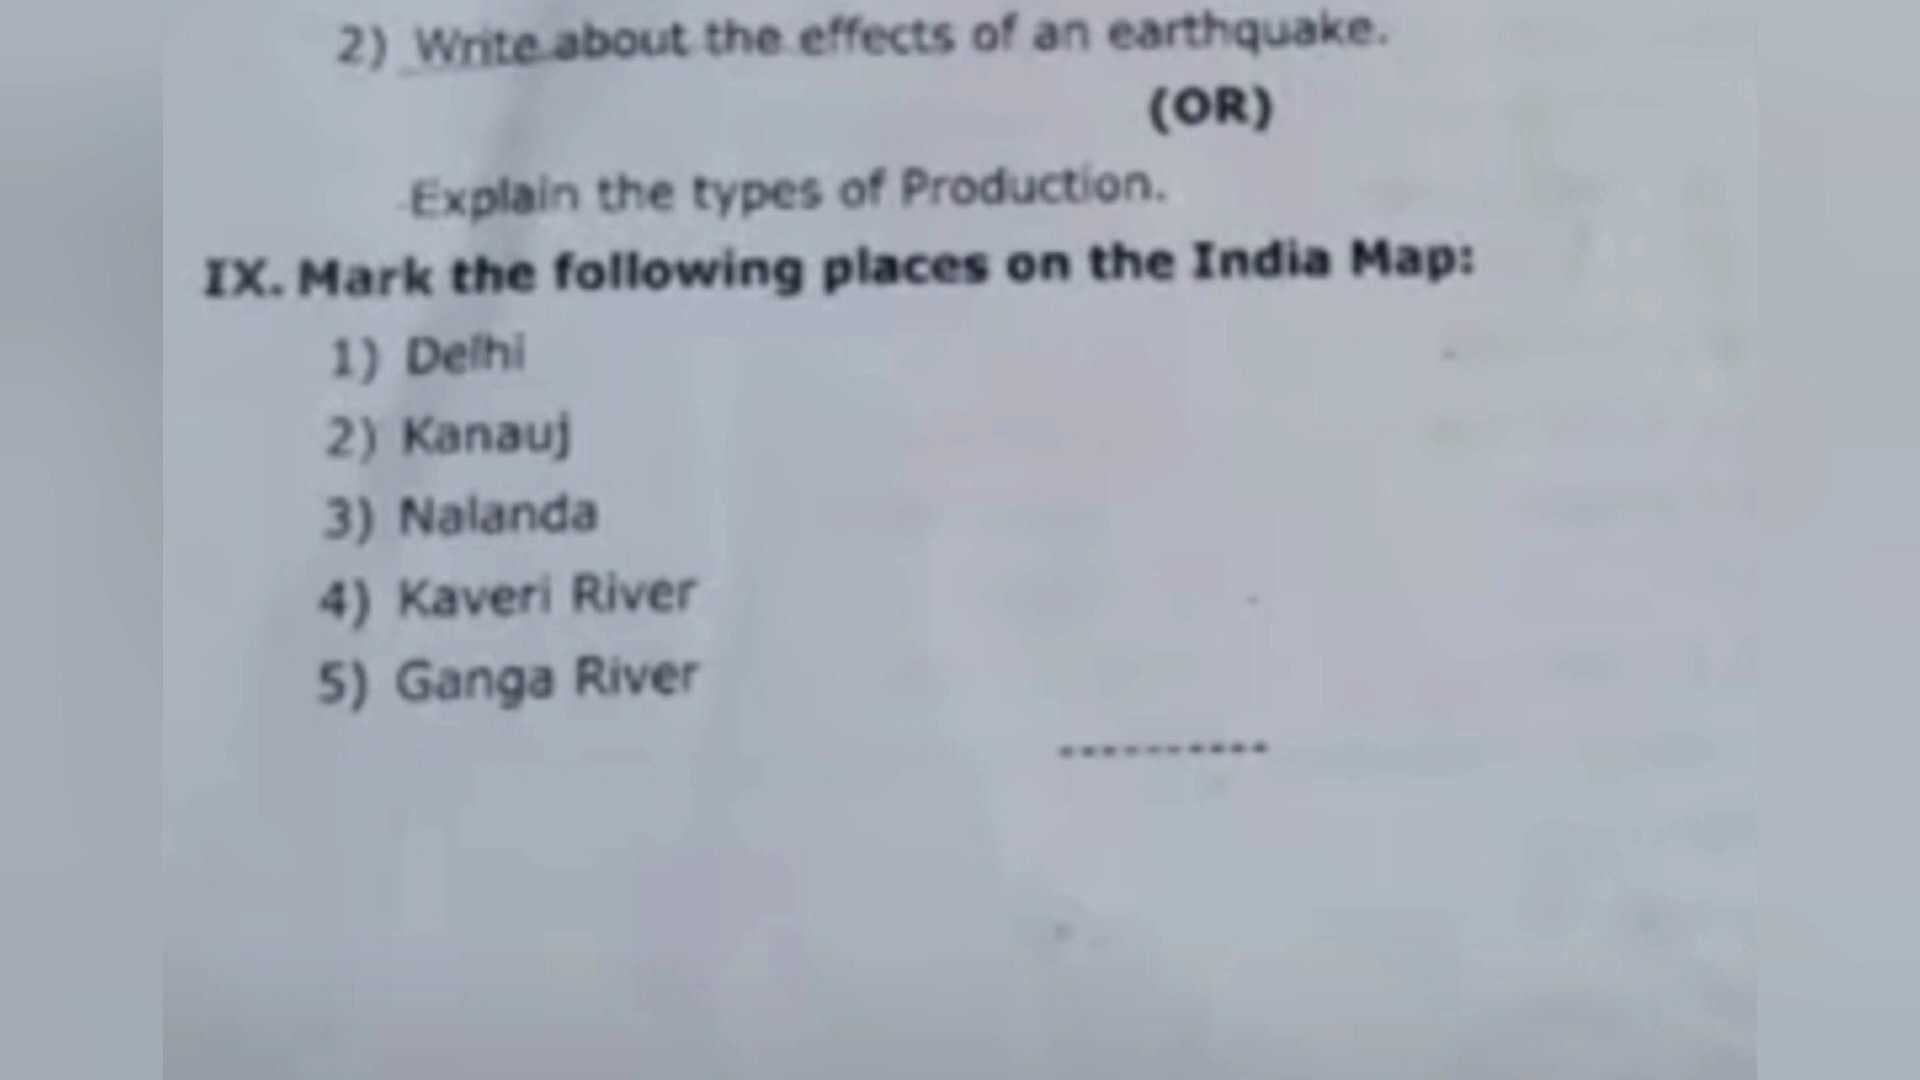 2) Write about the effects of an earthquake.
(OR)
Explain the types of Production.
IX. Mark the following places on the India Map:
1) Delhi
2) Kanauj
3) Nalanda
4) Kaveri River
5) Ganga River
----------